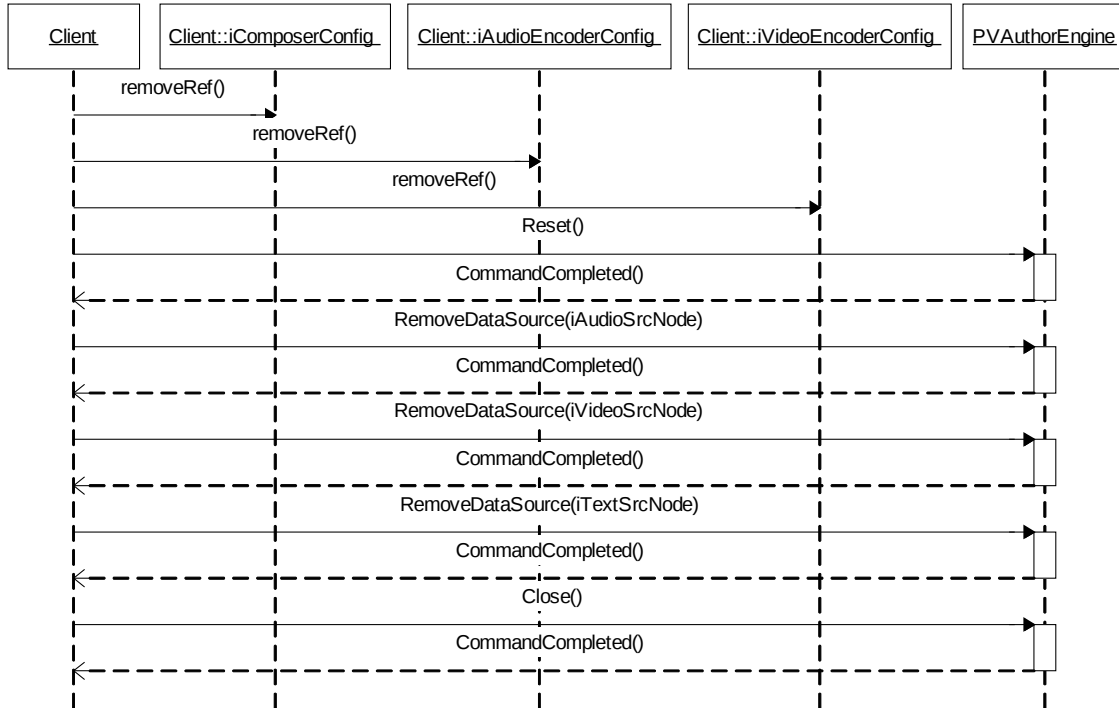 Client
Client::iComposerConfig
Client::iAudioEncoderConfig
Client::iVideoEncoderConfig
PVAuthorEngine
removeRef()
removeRef()
removeRef()
Reset()
CommandCompleted()
RemoveDataSource(iAudioSrcNode)
CommandCompleted()
RemoveDataSource(iVideoSrcNode)
CommandCompleted()
RemoveDataSource(iTextSrcNode)
CommandCompleted()
Close()
CommandCompleted()